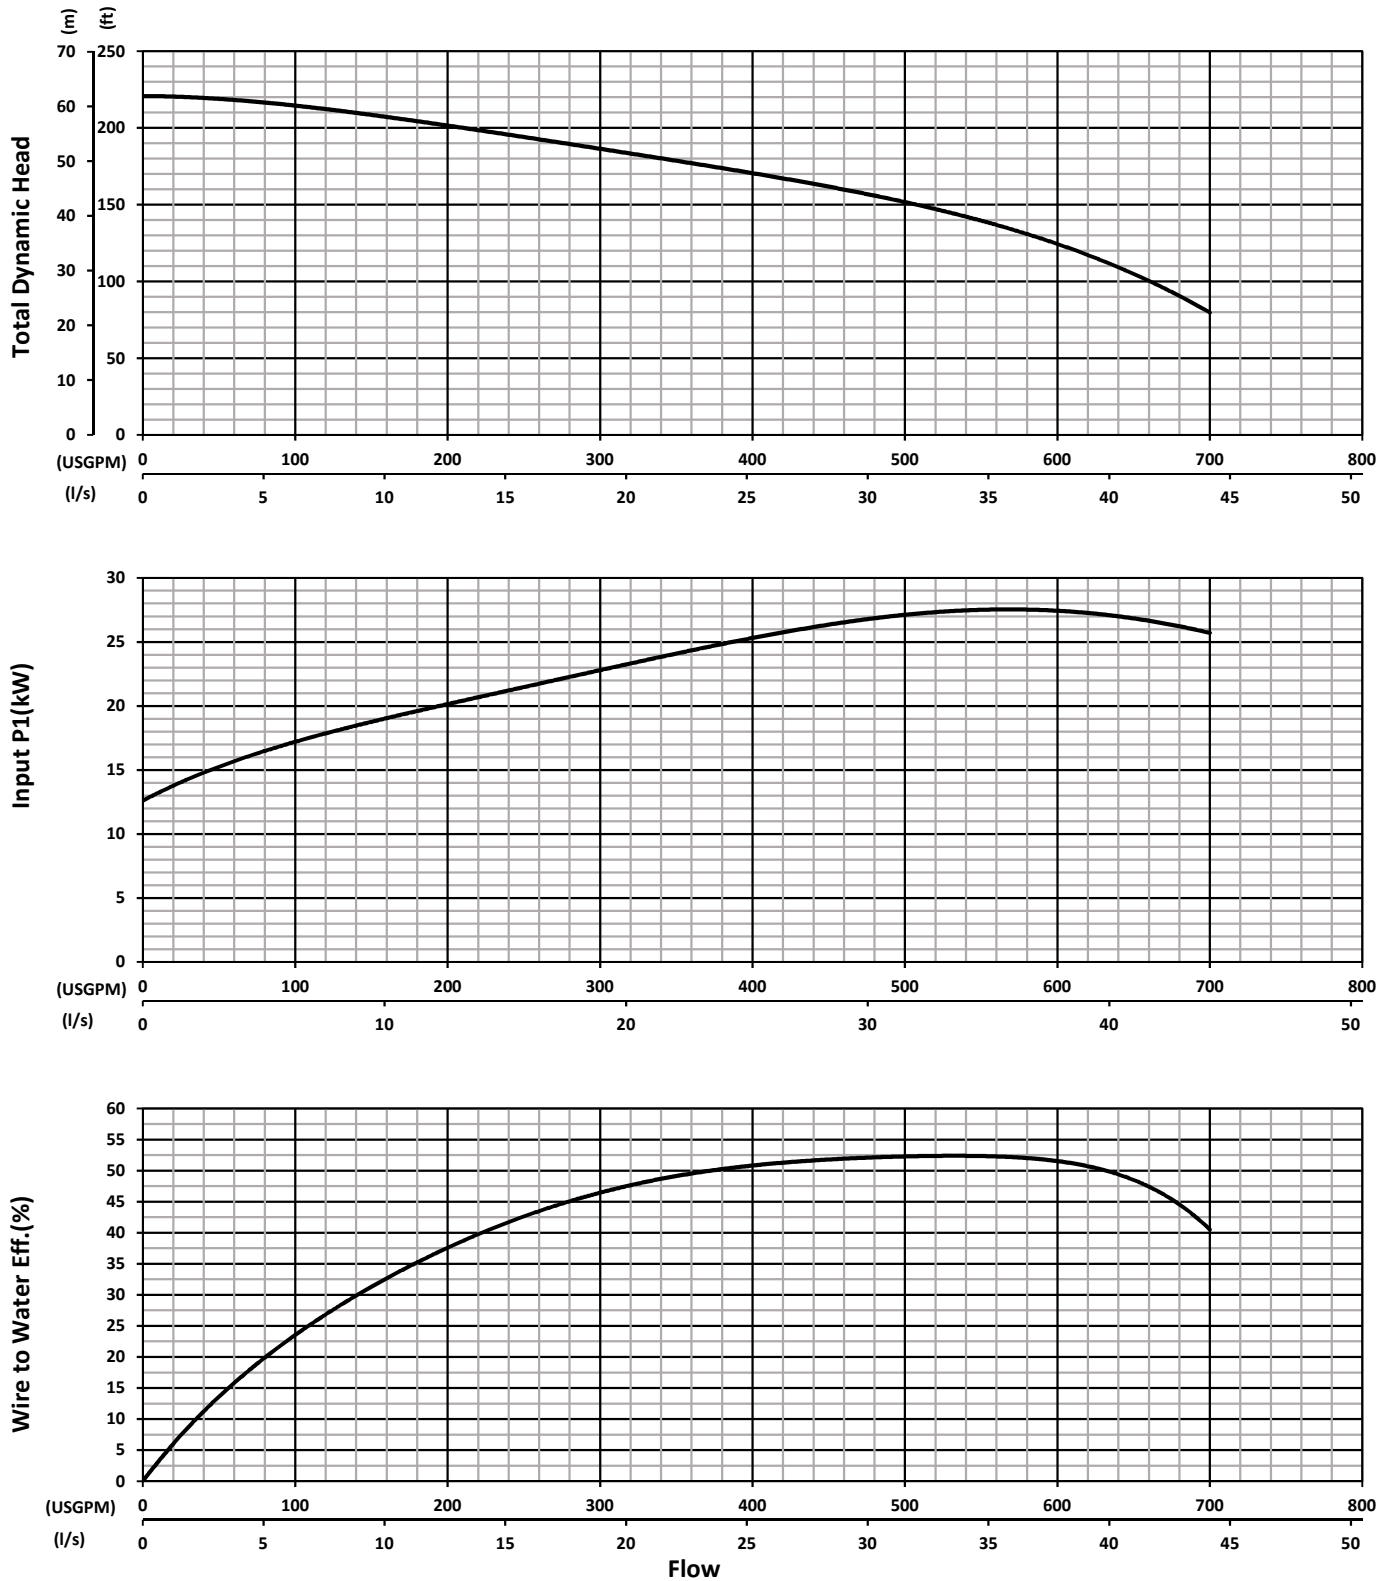 (m) (ft)
70 250
60
200
50
150
40
30
100
20
50
10
0 0
Total Dynamic Head
(USGPM) 0 100 200 300 400 500 600 700 800
(l/s) 0 5 10 15 20 25 30 35 40 45 50
30
25
20
15
10
5
0
Input P1(kW)
(USGPM) 0 100 200 300 400 500 600 700 800
(l/s) 0 10 20 30 40 50
60
55
50
45
40
35
30
25
20
15
10
5
0
Wire to Water Eff.(%)
(USGPM) 0 100 200 300 400 500 600 700 800
(l/s) 0 5 10 15 20 25 30 35 40 45 50
Flow